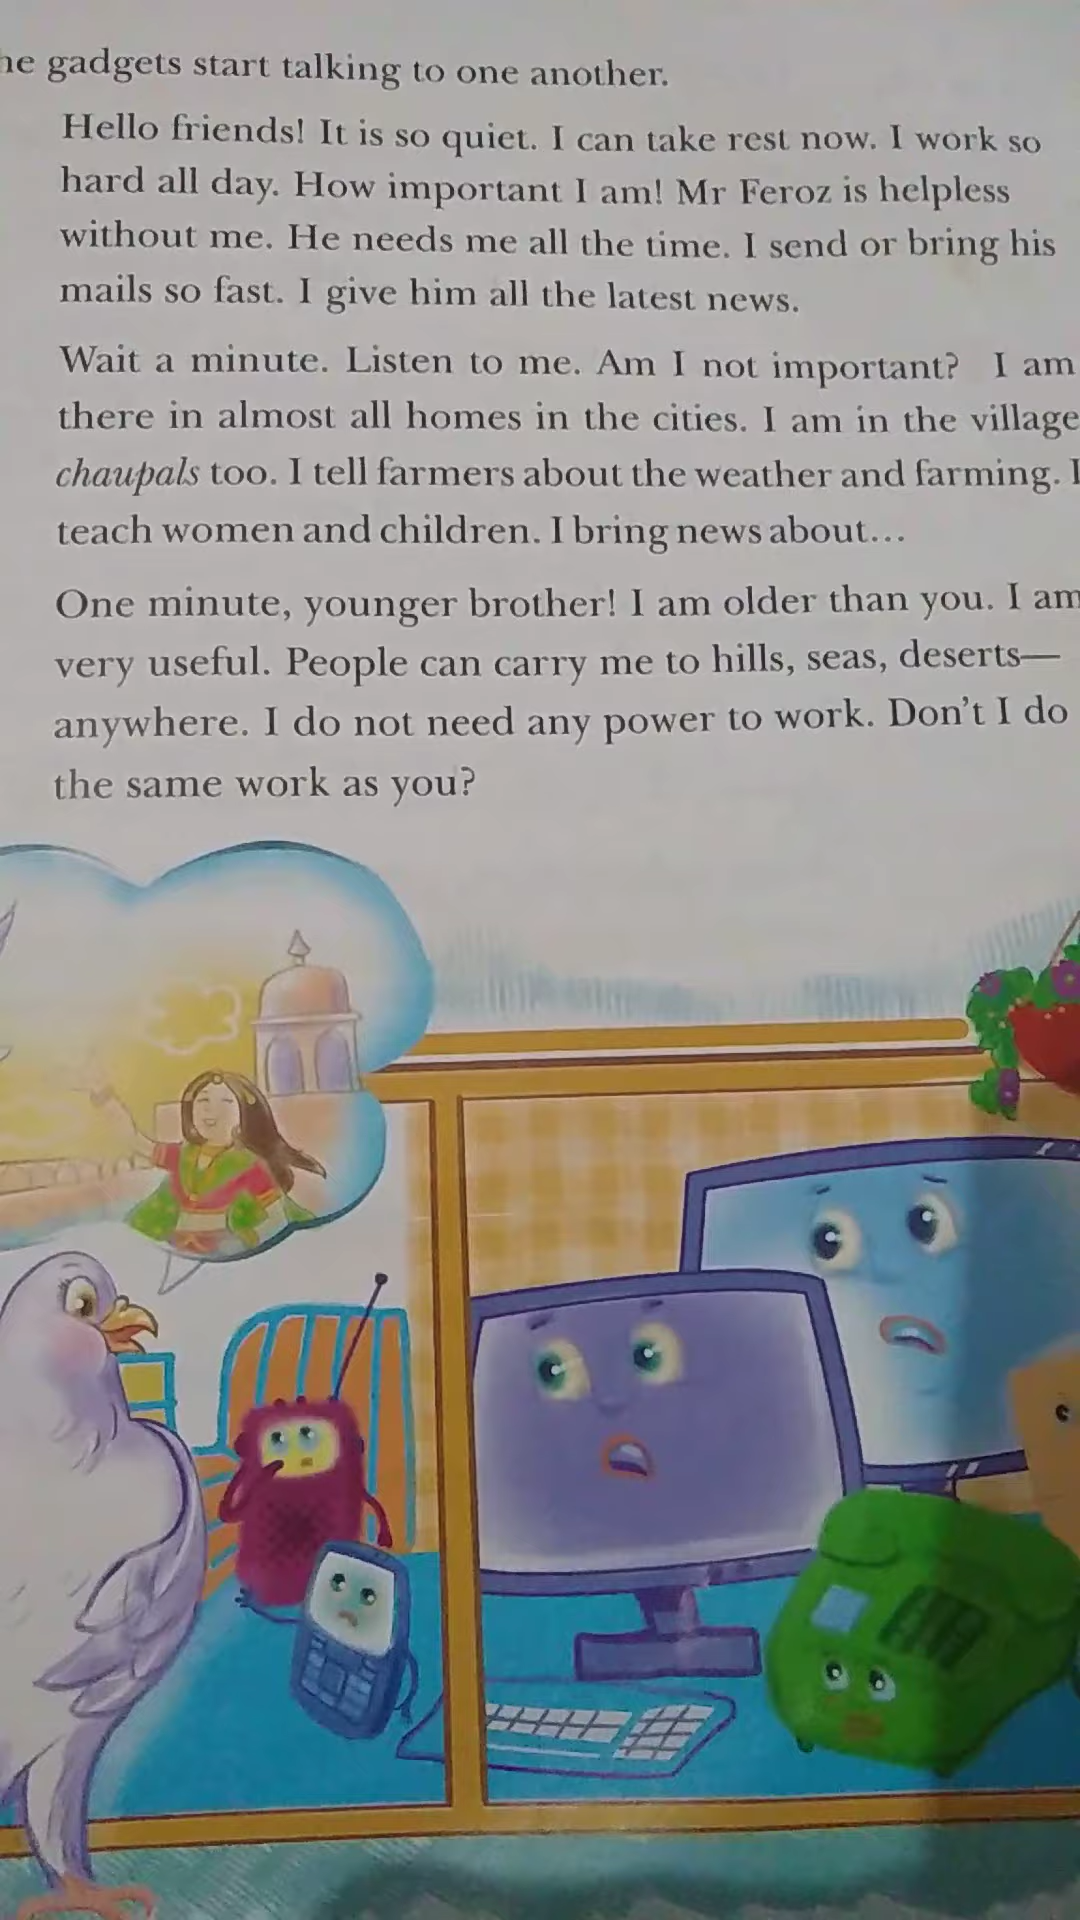 he gadgets start talking to one another.
Hello friends! It is so quiet. I can take rest now. I work so
hard all day. How important I am! Mr Feroz is helpless
without me. He needs me all the time. I send or bring his
mails so fast. I give him all the latest news.
Wait a minute. Listen to me. Am I not important? I am
there in almost all homes in the cities. I am in the village
chaupals too. I tell farmers about the weather and farming. I
teach women and children. I bring news about...
One minute, younger brother! I am older than you. I am
very useful. People can carry me to hills, seas, deserts—
anywhere. I do not need any power to work. Don't I do
the same work as you?